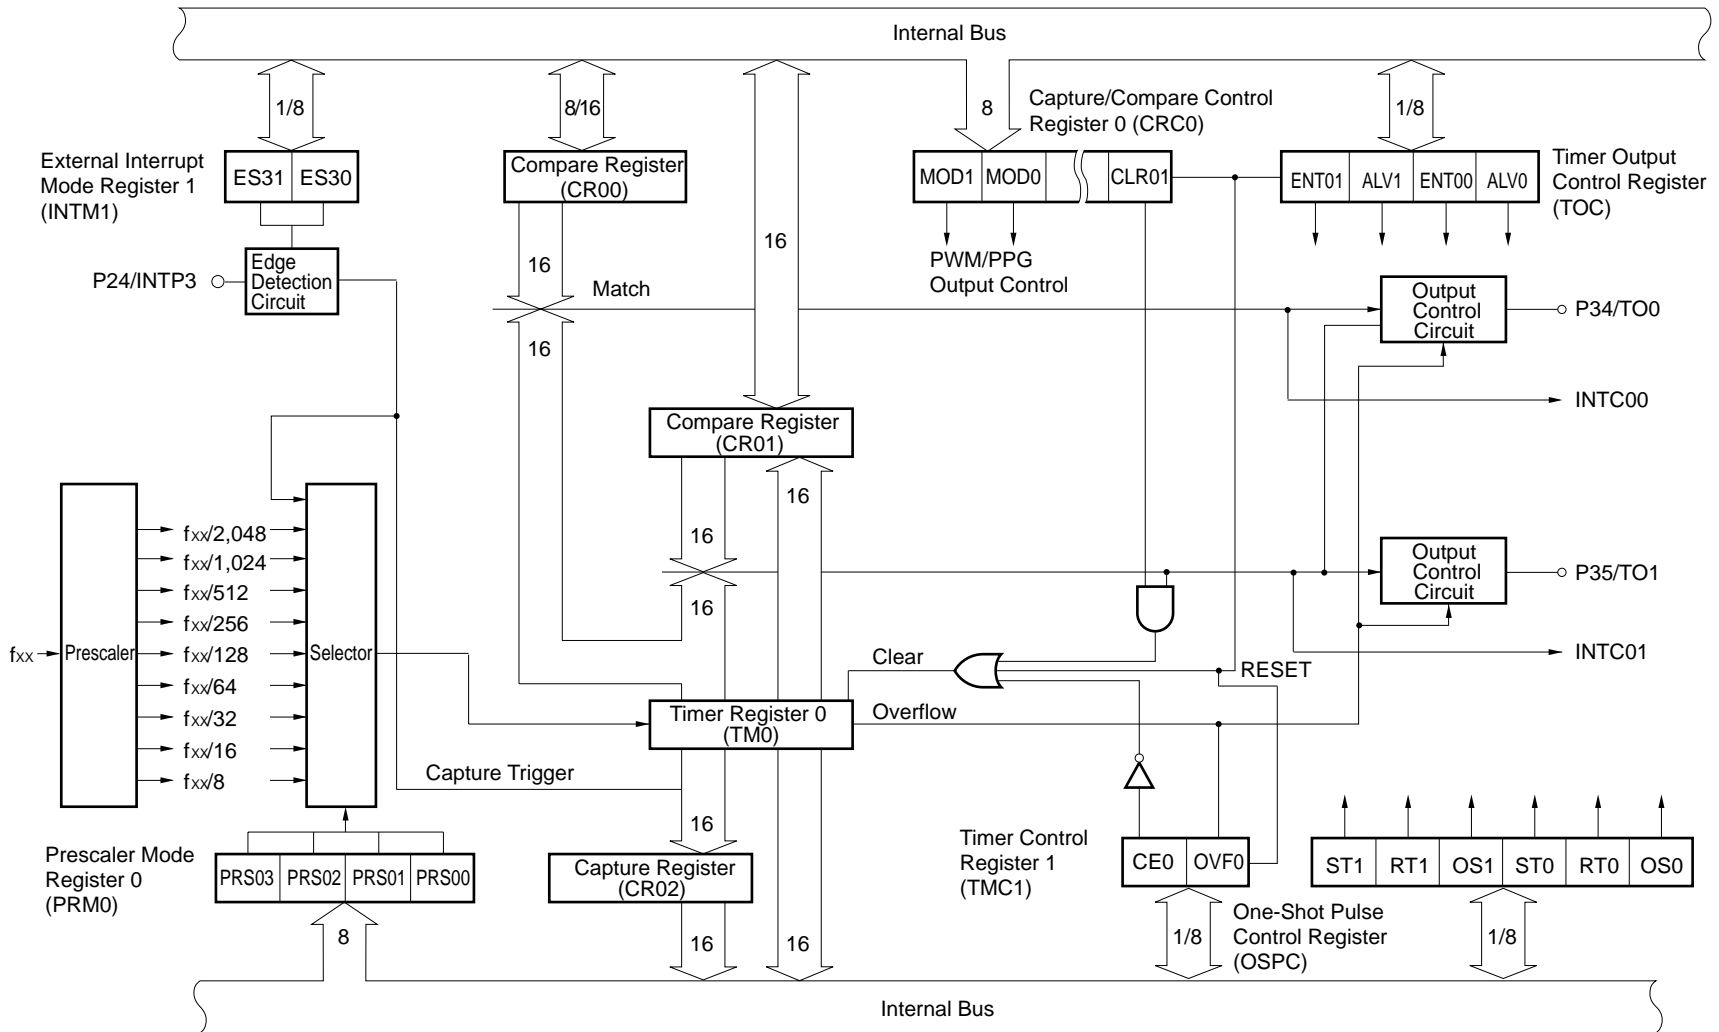 Internal Bus
1/8
8/16
8
Capture/Compare Control
Register 0 (CRC0)
1/8
External Interrupt
Mode Register 1
(INTM1)
ES31 ES30
Compare Register
(CR00)
MOD1 MOD0 CLR01
ENT01 ALV1 ENT00 ALV0
Timer Output
Control Register
(TOC)
16
P24/INTP3
Edge
Detection
Circuit
16
Match
PWM/PPG
Output Control
Output
Control
Circuit
P34/TO0
16
INTC00
Compare Register
(CR01)
16
16
fxx/2,048
fxx/1,024
fxx/512
fxx/256
fxx/128
fxx/64
fxx/32
fxx/16
fxx/8
fxx
Prescaler
Selector
Output
Control
Circuit
P35/TO1
16
Clear
RESET
INTC01
Timer Register 0
(TM0)
Overflow
Capture Trigger
16
Prescaler Mode
Register 0
(PRM0)
PRS03 PRS02 PRS01 PRS00
Capture Register
(CR02)
Timer Control
Register 1
(TMC1)
CE0 OVF0
ST1 RT1 OS1 ST0 RT0 OS0
8
16
16
1/8
One-Shot Pulse
Control Register
(OSPC)
1/8
Internal Bus